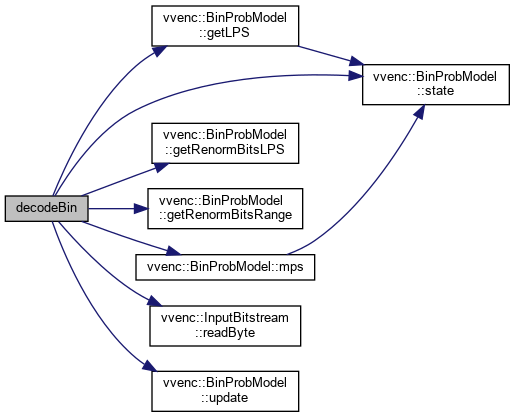 vvenc::BinProbModel
::getLPS
vvenc::BinProbModel
::state
vvenc::BinProbModel
::getRenormBitsLPS
decodeBin
vvenc::BinProbModel
::getRenormBitsRange
vvenc::BinProbModel::mps
vvenc::InputBitstream
::readByte
vvenc::BinProbModel
::update